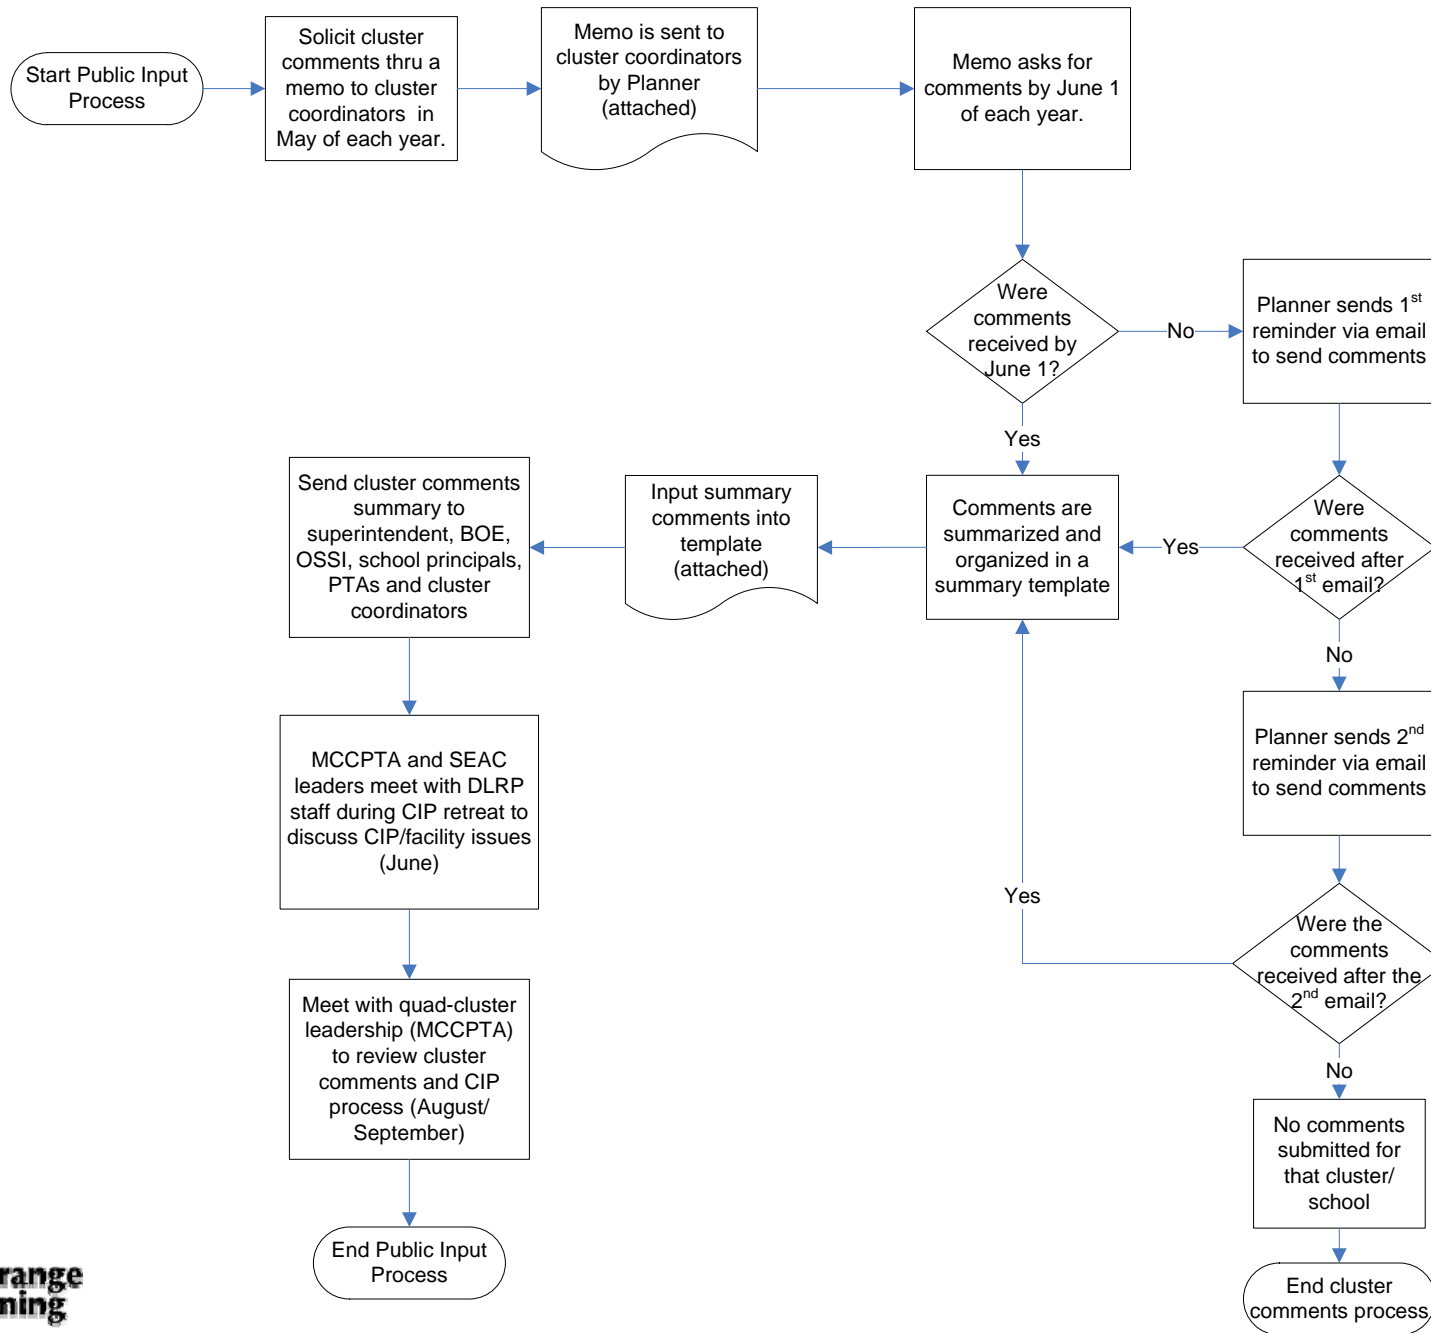 Start Public Input
Process
Solicit cluster
comments thru a
memo to cluster
coordinators in
May of each year.
Memo is sent to
cluster coordinators
by Planner
(attached)
Memo asks for
comments by June 1
of each year.
Were
comments
received by
June 1?
No
Planner sends 1st
reminder via email
to send comments
Yes
Were
comments
received after
1st email?
Yes
Comments are
summarized and
organized in a
summary template
Input summary
comments into
template
(attached)
Send cluster comments
summary to
superintendent, BOE,
OSSI, school principals,
PTAs and cluster
coordinators
No
Planner sends 2nd
reminder via email
to send comments
MCCPTA and SEAC
leaders meet with DLRP
staff during CIP retreat to
discuss CIP/facility issues
(June)
Yes
Were the
comments
received after the
2nd email?
Meet with quad-cluster
leadership (MCCPTA)
to review cluster
comments and CIP
process (August/
September)
No
No comments
submitted for
that cluster/
school
End Public Input
Process
End cluster
comments process
range
ning